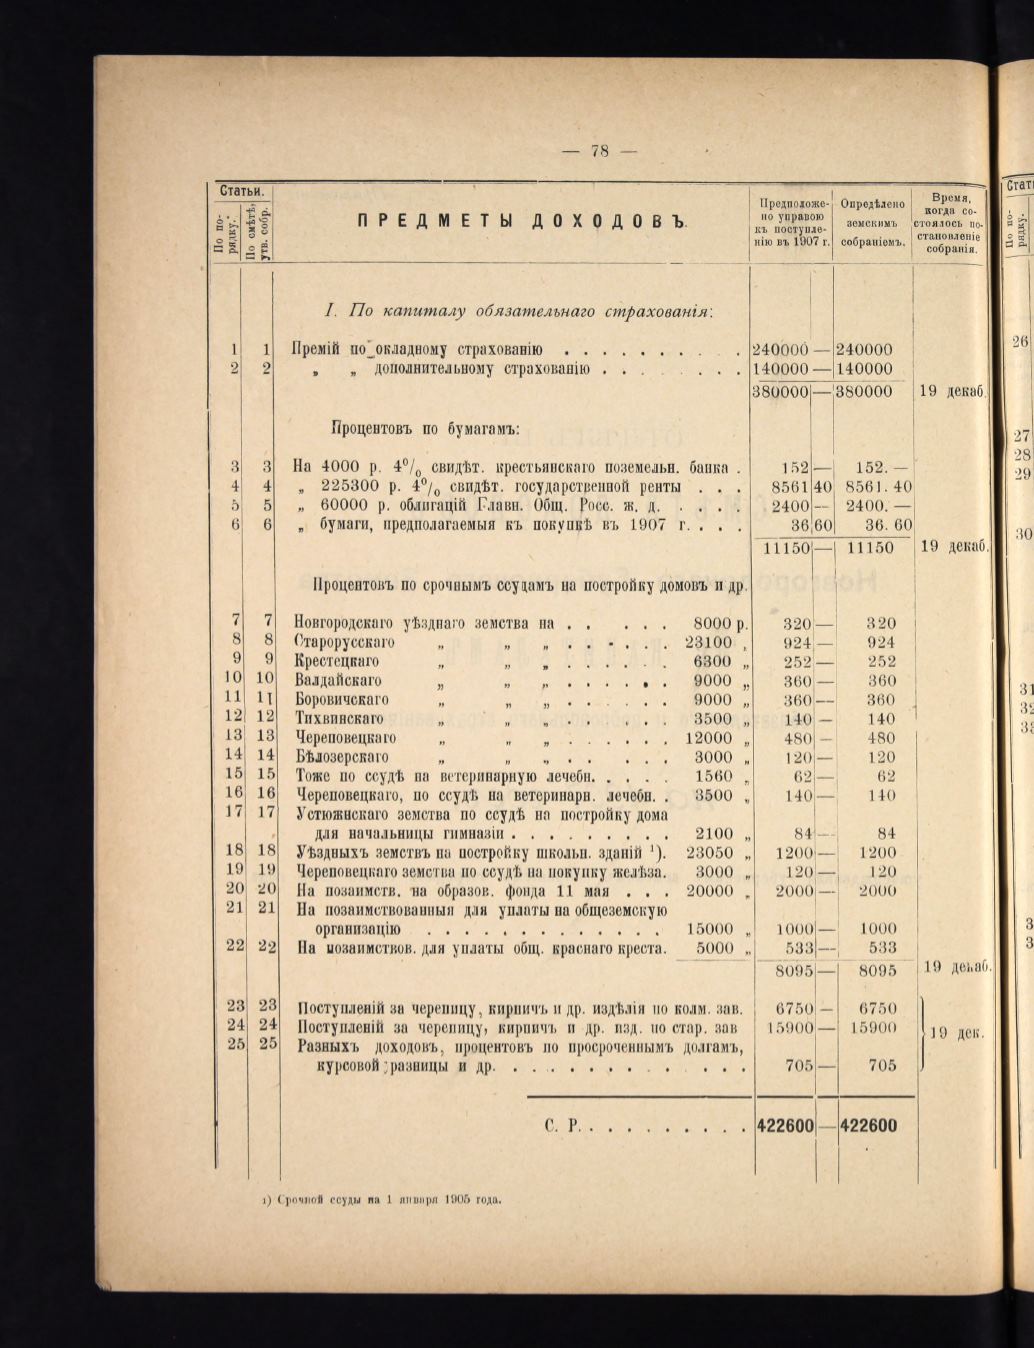 — 78 —
Статьи.
По порядку.
По смѣтѣ, утв. собр.
ПРЕДМЕТЫ ДОХОДОВЪ.
Предположе-
но управою
къ поступле-
нію въ 1907 г.
Опредѣлено
земскимъ
собраніемъ.
Время,
когда со-
стоялось по-
становленіе
собранія.
I. По капиталу обязательнаго страхованія:
1 1 Премій по окладному страхованію . . . . . . . . . . 240000 — 240000
2 2 „ „ дополнительному страхованію . . . . . . . . 140000 — 140000
380000 — 380000 19 декаб.
Процентовъ по бумагамъ:
3 3 На 4000 р. 4% свидѣт. крестьянскаго поземельн. банка . 152 — 152. —
4 4 „ 225300 р. 4% свидѣт. государственной ренты . . . 8561 40 8561. 40
5 5 „ 60000 р. облигацій Главн. Общ. Росс. ж. д. . . . . 2400 — 2400. —
6 6 „ бумаги, предполагаемыя къ покупкѣ въ 1907 г. . . . 36 60 36. 60
11150 — 11150 19 декаб.
Процентовъ по срочнымъ ссудамъ на постройку домовъ и др.
7 7 Новгородскаго уѣзднаго земства на . . . . . 8000 р. 320 — 320
8 8 Старорусскаго „ „ „ . . . . . . 23100 „ 924 — 924
9 9 Крестецкаго „ „ „ . . . . . . 6300 „ 252 — 252
10 10 Валдайскаго „ „ „ . . . . . . 9000 „ 360 — 360
11 11 Боровичскаго „ „ „ . . . . . . 9000 „ 360 — 360
12 12 Тихвинскаго „ „ „ . . . . . . 3500 „ 140 — 140
13 13 Череповецкаго „ „ „ . . . . . . 12000 „ 480 — 480
14 14 Бѣлозерскаго „ „ „ . . . . . 3000 „ 120 — 120
15 15 Тоже по ссудѣ на ветеринарную лечебн. . . . . 1560 „ 62 — 62
16 16 Череповецкаго, по ссудѣ на ветеринарн. лечебн. . 3500 „ 140 — 140
17 17 Устюжнскаго земства по ссудѣ на постройку дома
для начальницы гимназіи . . . . . . . . . 2100 „ 84 — 84
18 18 Уѣздныхъ земствъ на постройку школьн. зданій ¹). 23050 „ 1200 — 1200
19 19 Череповецкаго земства по ссудѣ на покупку желѣза. 3000 „ 120 — 120
20 20 На позаимств. на образов. фонда 11 мая . . . 20000 „ 2000 — 2000
21 21 На позаимствованныя для уплаты на общеземскую
организацію . . . . . . . . . . . . 15000 „ 1000 — 1000
22 22 На позаимствов. для уплаты общ. краснаго креста. 5000 „ 533 — 533
8095 — 8095 19 декаб.
23 23 Поступленій за черепицу, кирпичъ и др. издѣлія по колм. зав. 6750 — 6750
24 24 Поступленій за черепицу, кирпичъ и др. изд. по стар. зав 15900 — 15900 19 дек.
25 25 Разныхъ доходовъ, процентовъ по просроченнымъ долгамъ,
курсовой разницы и др. . . . . . . . . . . . . 705 — 705
С. Р. . . . . . . . . . 422600 — 422600
1) Срочной ссуды на 1 января 1905 года.
Стат
По по-
рядку.
26
27
28
29
30
31
32
33
3
3